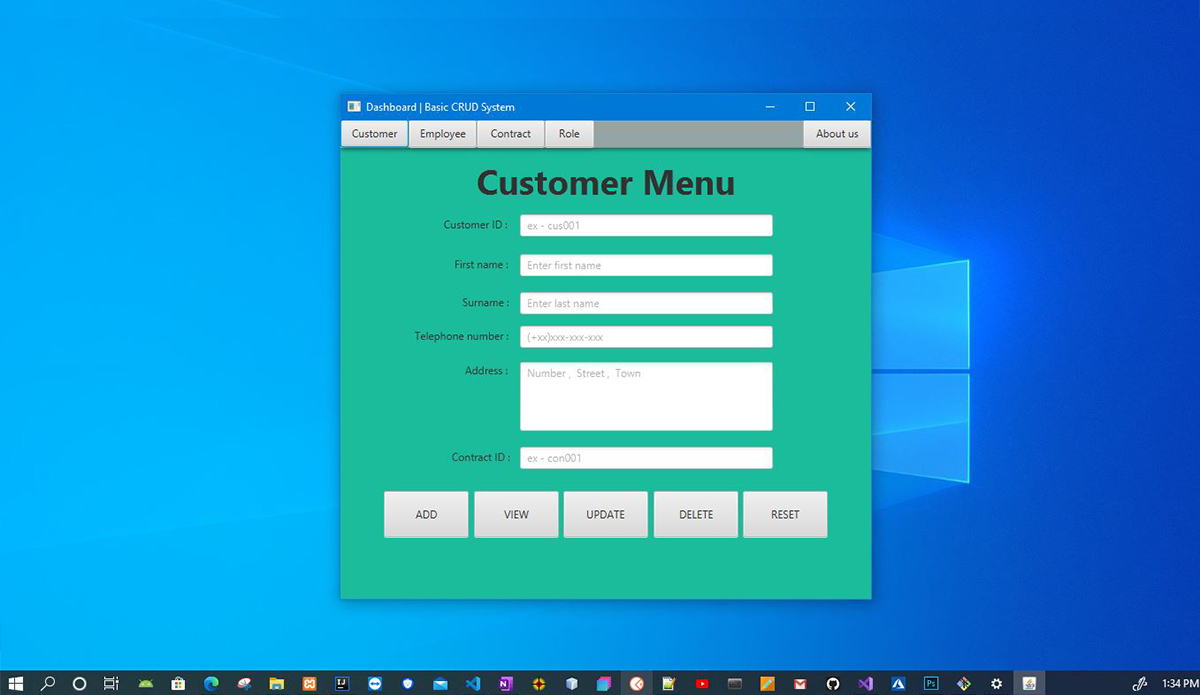 Dashboard | Basic CRUD System
Customer Employee Contract Role About us
Customer Menu
Customer ID : ex - cus001
First name : Enter first name
Surname : Enter last name
Telephone number : (+xx)xxx-xxx-xxx
Address : Number , Street , Town
Contract ID : ex - con001
ADD VIEW UPDATE DELETE RESET
1:34 PM